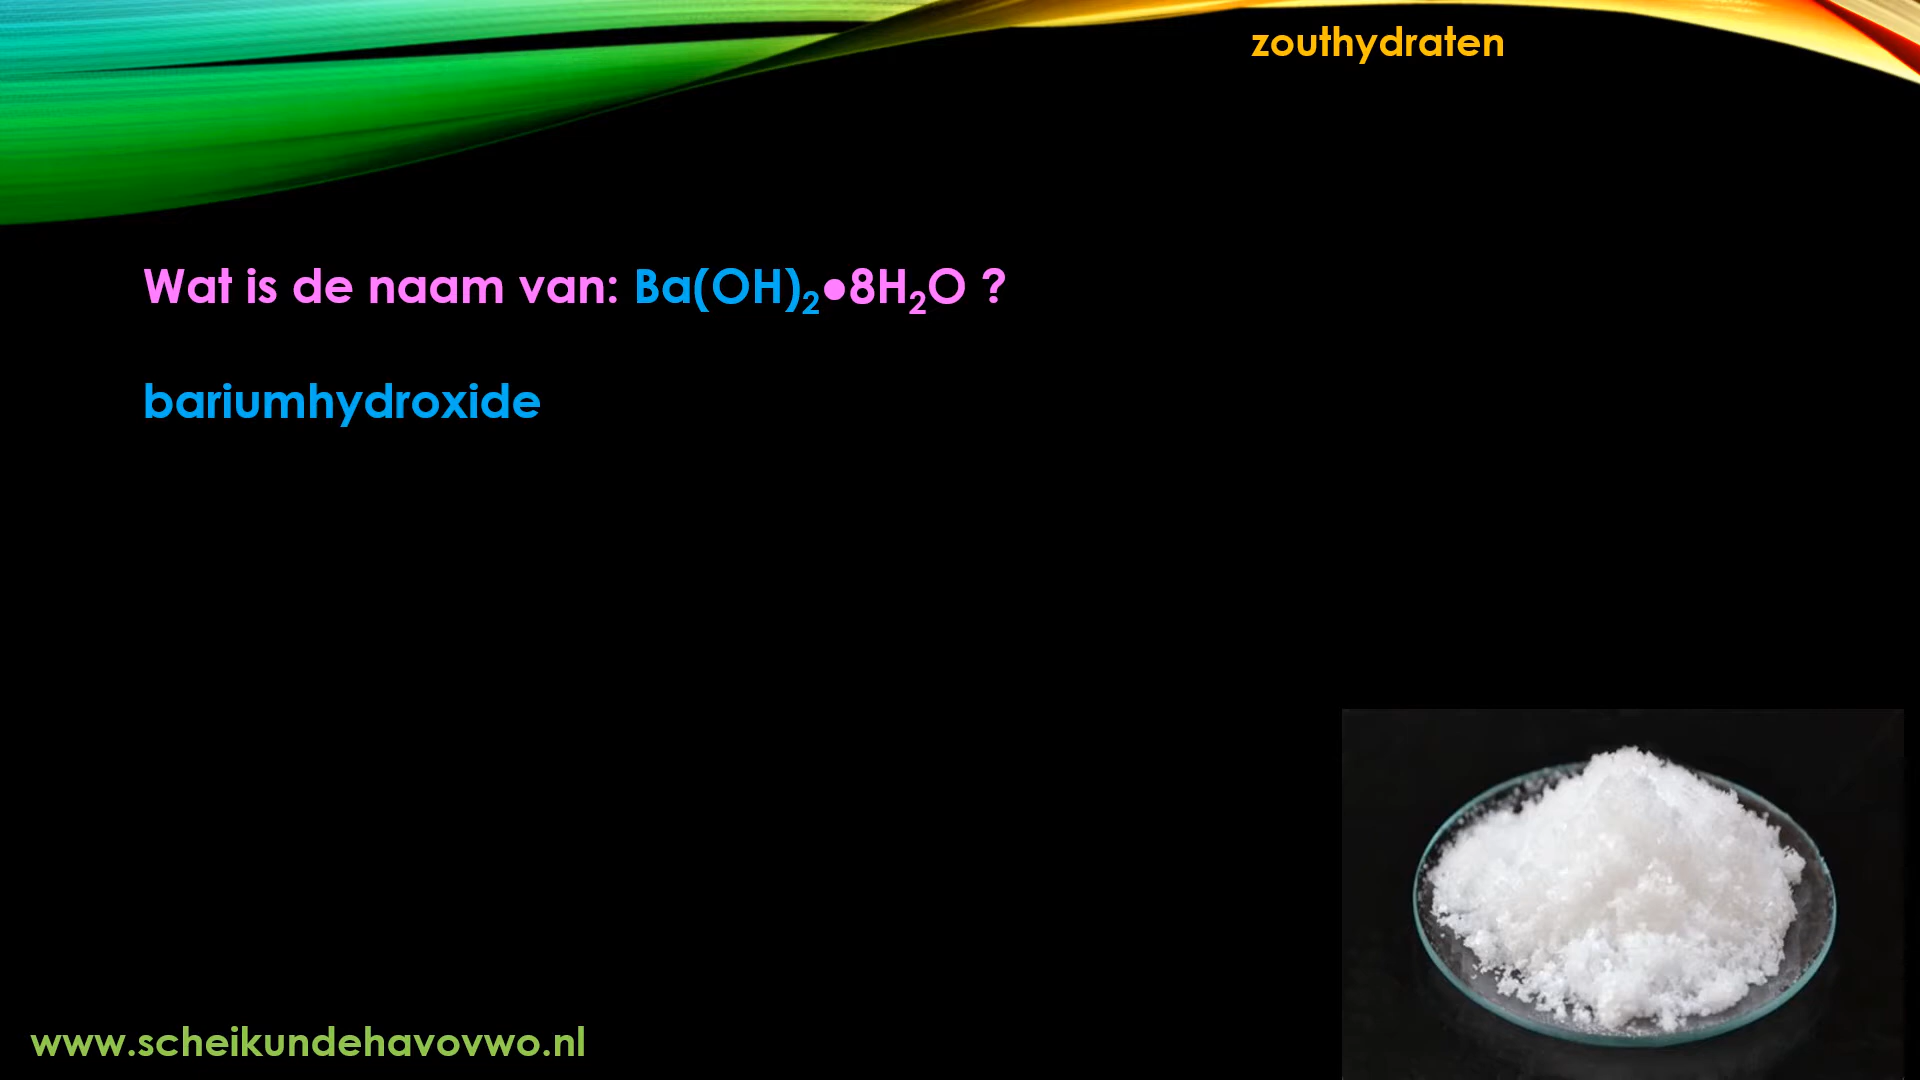 zouthydraten
Wat is de naam van: Ba(OH)₂•8H₂O ?
bariumhydroxide
www.scheikundehavovwo.nl